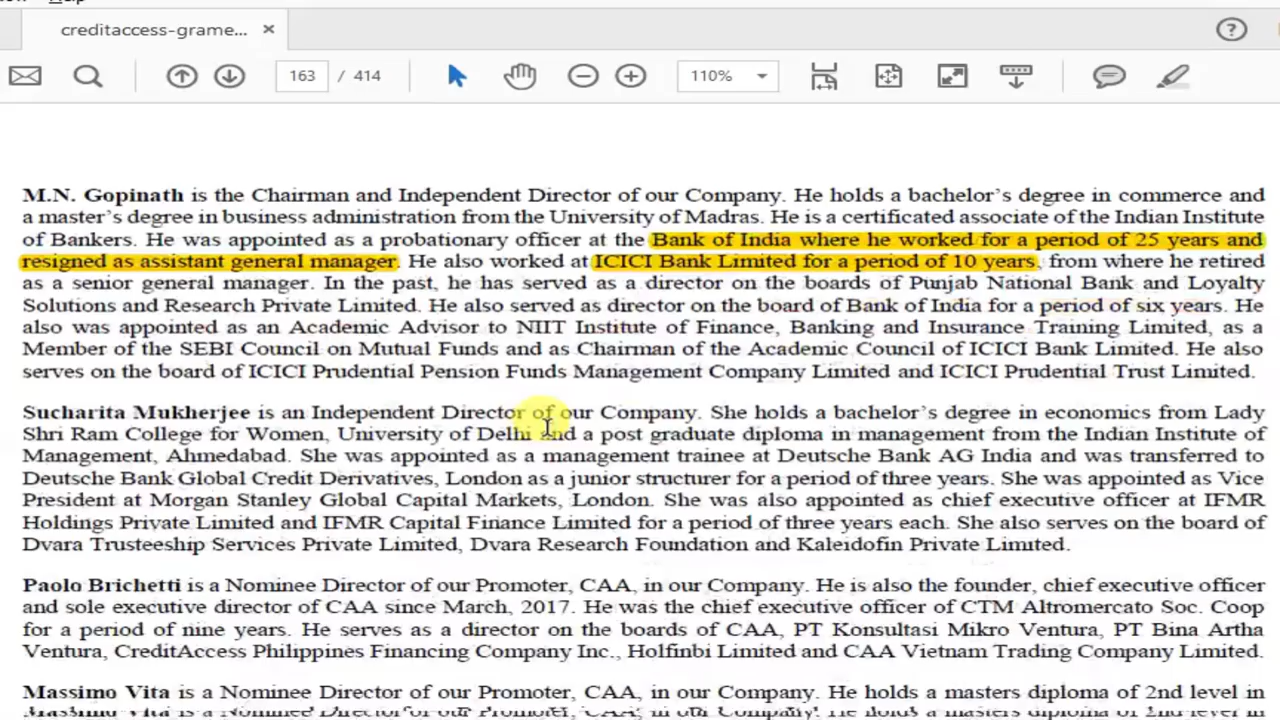 creditaccess-grame...
163 / 414
110%
M.N. Gopinath is the Chairman and Independent Director of our Company. He holds a bachelor’s degree in commerce and
a master’s degree in business administration from the University of Madras. He is a certificated associate of the Indian Institute
of Bankers. He was appointed as a probationary officer at the Bank of India where he worked for a period of 25 years and
resigned as assistant general manager. He also worked at ICICI Bank Limited for a period of 10 years, from where he retired
as a senior general manager. In the past, he has served as a director on the boards of Punjab National Bank and Loyalty
Solutions and Research Private Limited. He also served as director on the board of Bank of India for a period of six years. He
also was appointed as an Academic Advisor to NIIT Institute of Finance, Banking and Insurance Training Limited, as a
Member of the SEBI Council on Mutual Funds and as Chairman of the Academic Council of ICICI Bank Limited. He also
serves on the board of ICICI Prudential Pension Funds Management Company Limited and ICICI Prudential Trust Limited.
Sucharita Mukherjee is an Independent Director of our Company. She holds a bachelor’s degree in economics from Lady
Shri Ram College for Women, University of Delhi and a post graduate diploma in management from the Indian Institute of
Management, Ahmedabad. She was appointed as a management trainee at Deutsche Bank AG India and was transferred to
Deutsche Bank Global Credit Derivatives, London as a junior structurer for a period of three years. She was appointed as Vice
President at Morgan Stanley Global Capital Markets, London. She was also appointed as chief executive officer at IFMR
Holdings Private Limited and IFMR Capital Finance Limited for a period of three years each. She also serves on the board of
Dvara Trusteeship Services Private Limited, Dvara Research Foundation and Kaleidofin Private Limited.
Paolo Brichetti is a Nominee Director of our Promoter, CAA, in our Company. He is also the founder, chief executive officer
and sole executive director of CAA since March, 2017. He was the chief executive officer of CTM Altromercato Soc. Coop
for a period of nine years. He serves as a director on the boards of CAA, PT Konsultasi Mikro Ventura, PT Bina Artha
Ventura, CreditAccess Philippines Financing Company Inc., Holfinbi Limited and CAA Vietnam Trading Company Limited.
Massimo Vita is a Nominee Director of our Promoter, CAA, in our Company. He holds a masters diploma of 2nd level in